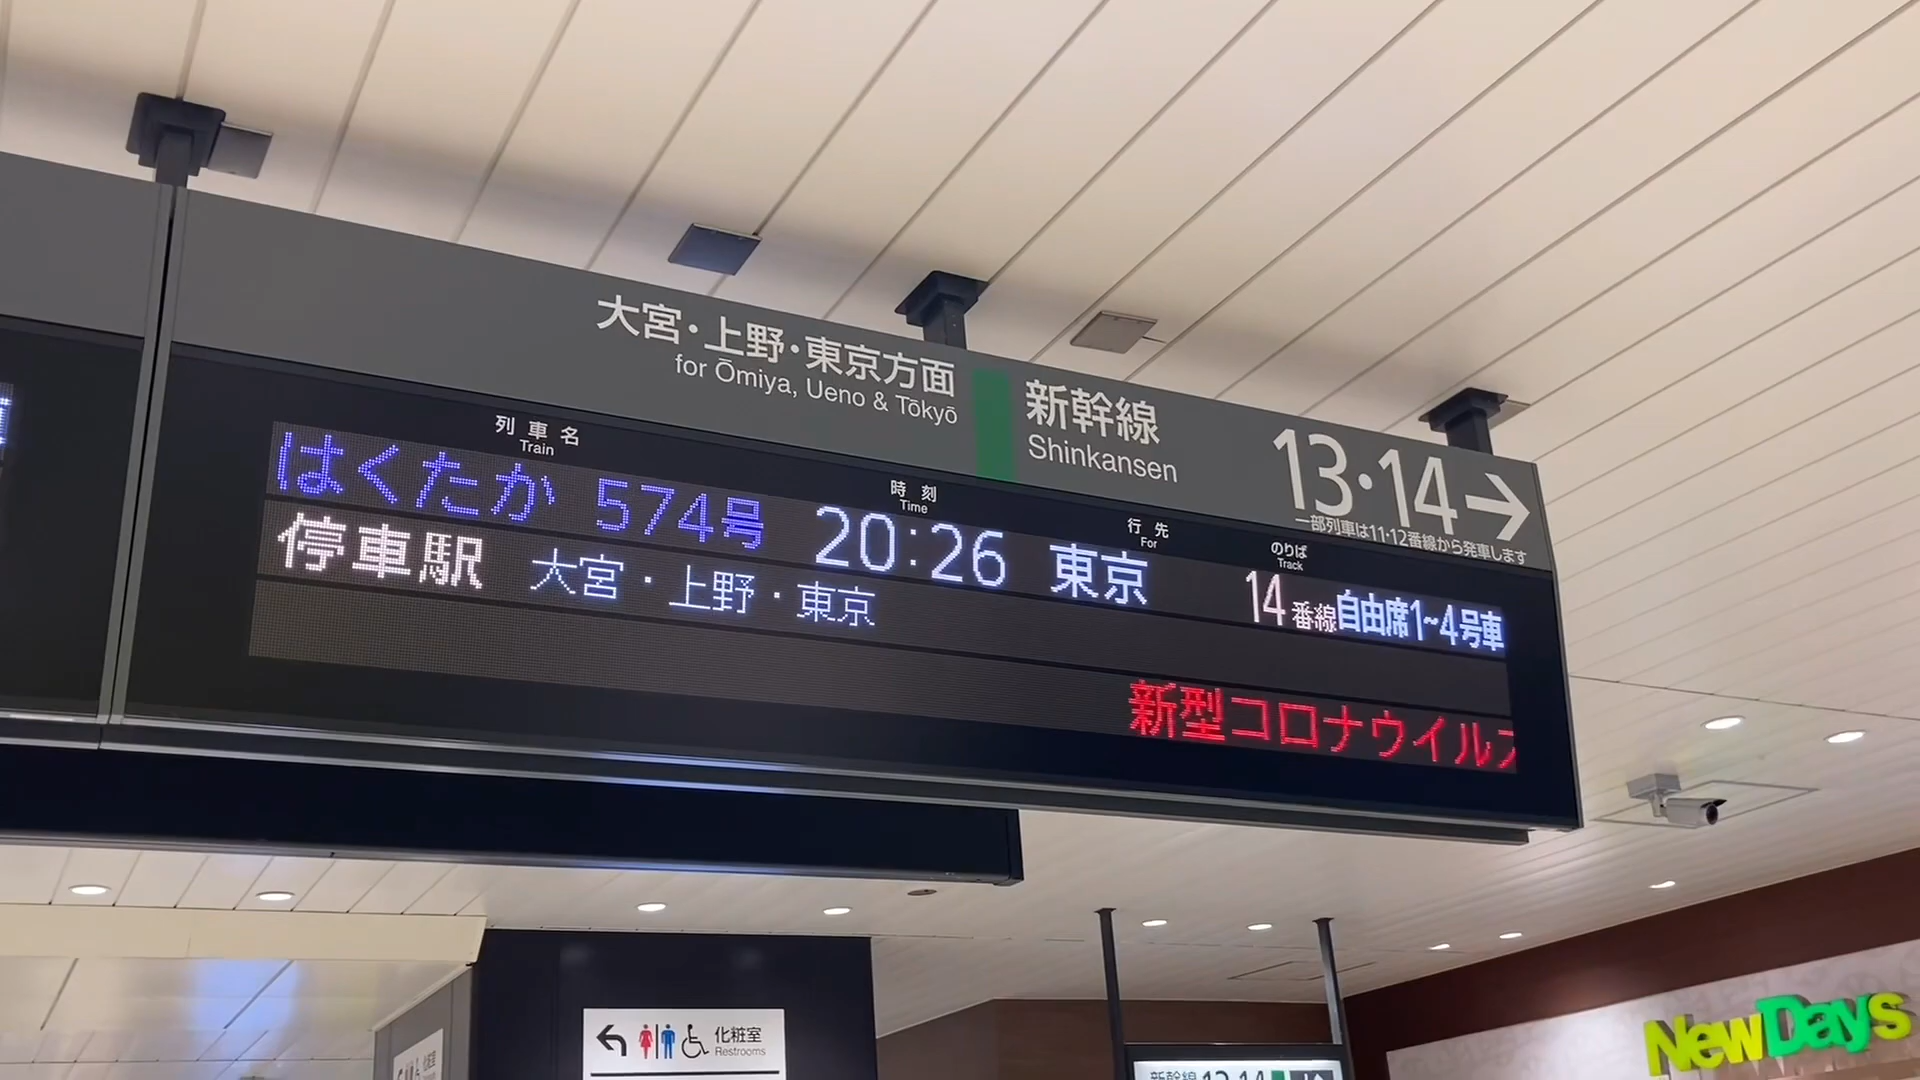 大宮・上野・東京方面
for Ōmiya, Ueno & Tōkyō
新幹線
Shinkansen
13・14→
一部列車は11・12番線から発車します
列車名
Train
時刻
Time
行先
For
のりば
Track
はくたか 574号 20:26 東京 14番線 自由席1~4号車
停車駅 大宮・上野・東京
新型コロナウイル
化粧室
Restrooms
NewDays
新幹線 13・14